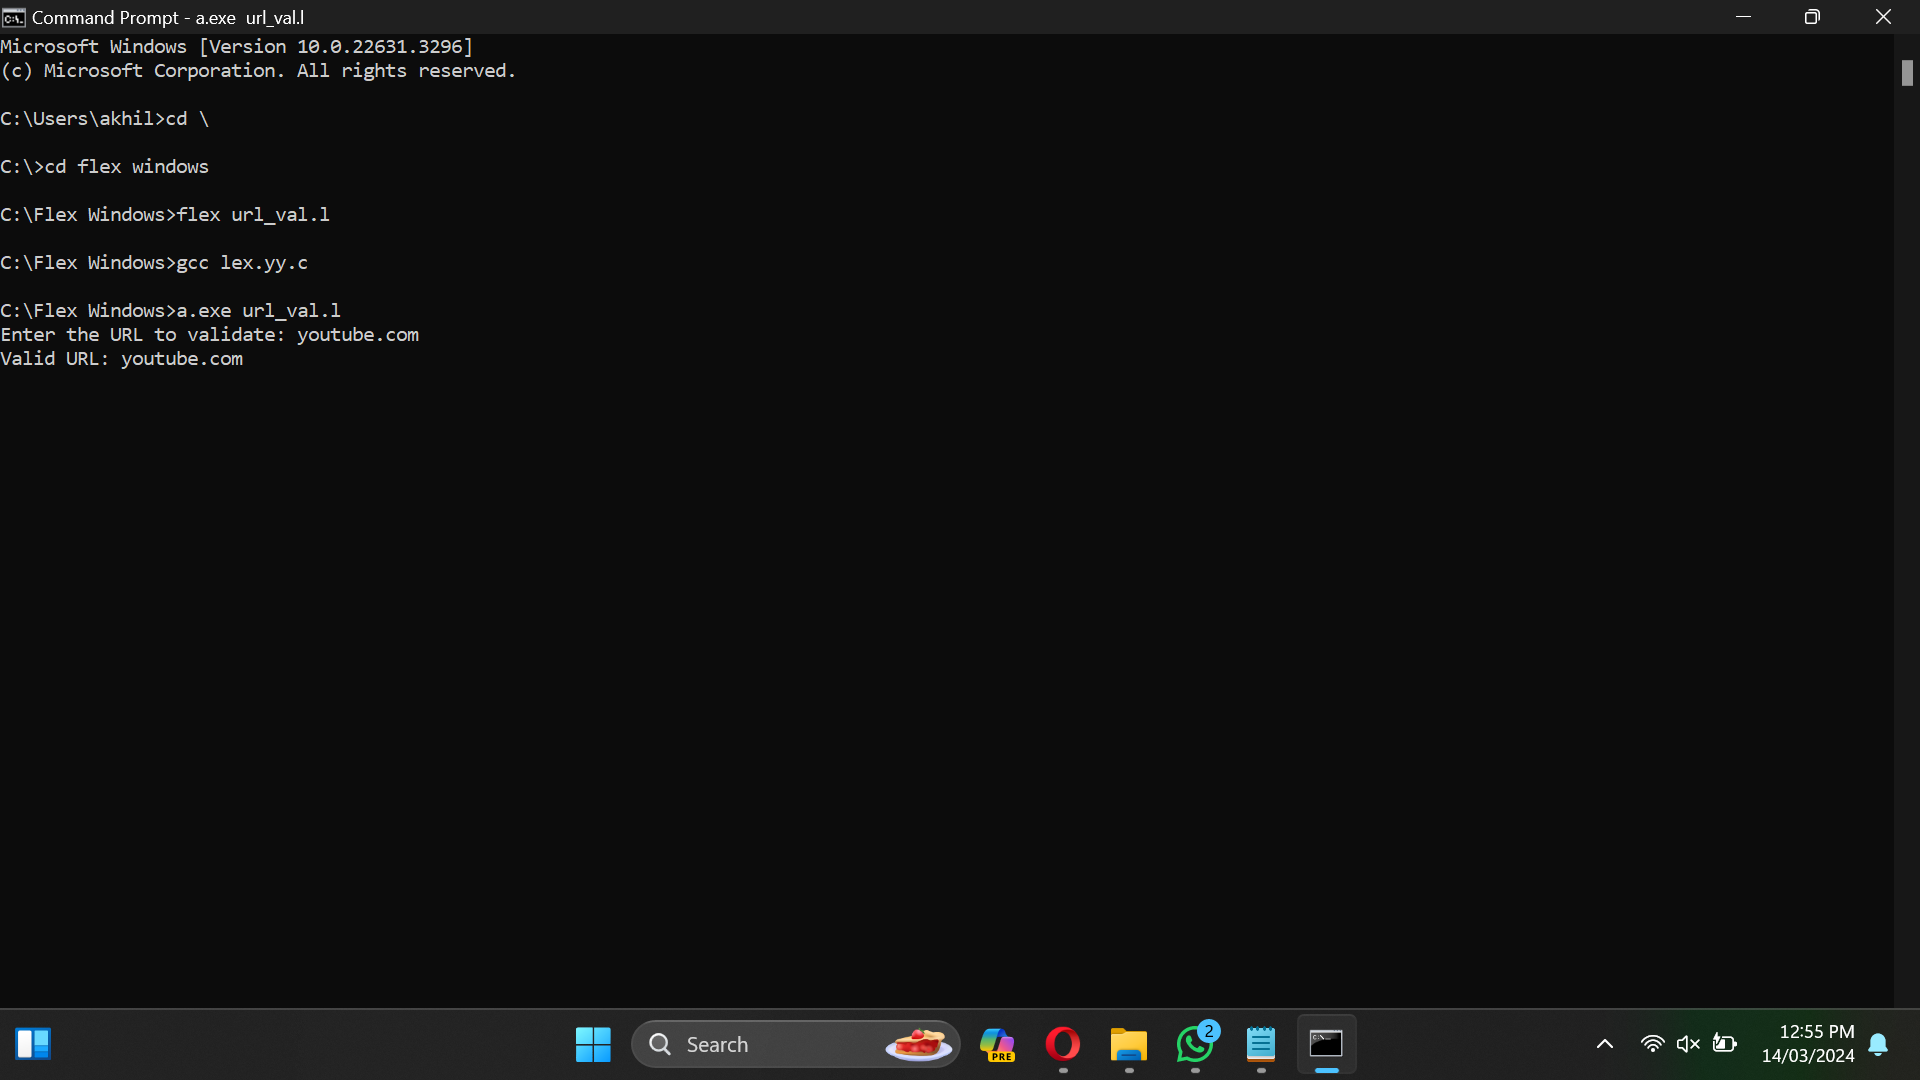 Command Prompt - a.exe  url_val.l
Microsoft Windows [Version 10.0.22631.3296]
(c) Microsoft Corporation. All rights reserved.
C:\Users\akhil>cd \
C:\>cd flex windows
C:\Flex Windows>flex url_val.l
C:\Flex Windows>gcc lex.yy.c
C:\Flex Windows>a.exe url_val.l
Enter the URL to validate: youtube.com
Valid URL: youtube.com
Search
PRE
2
12:55 PM
14/03/2024